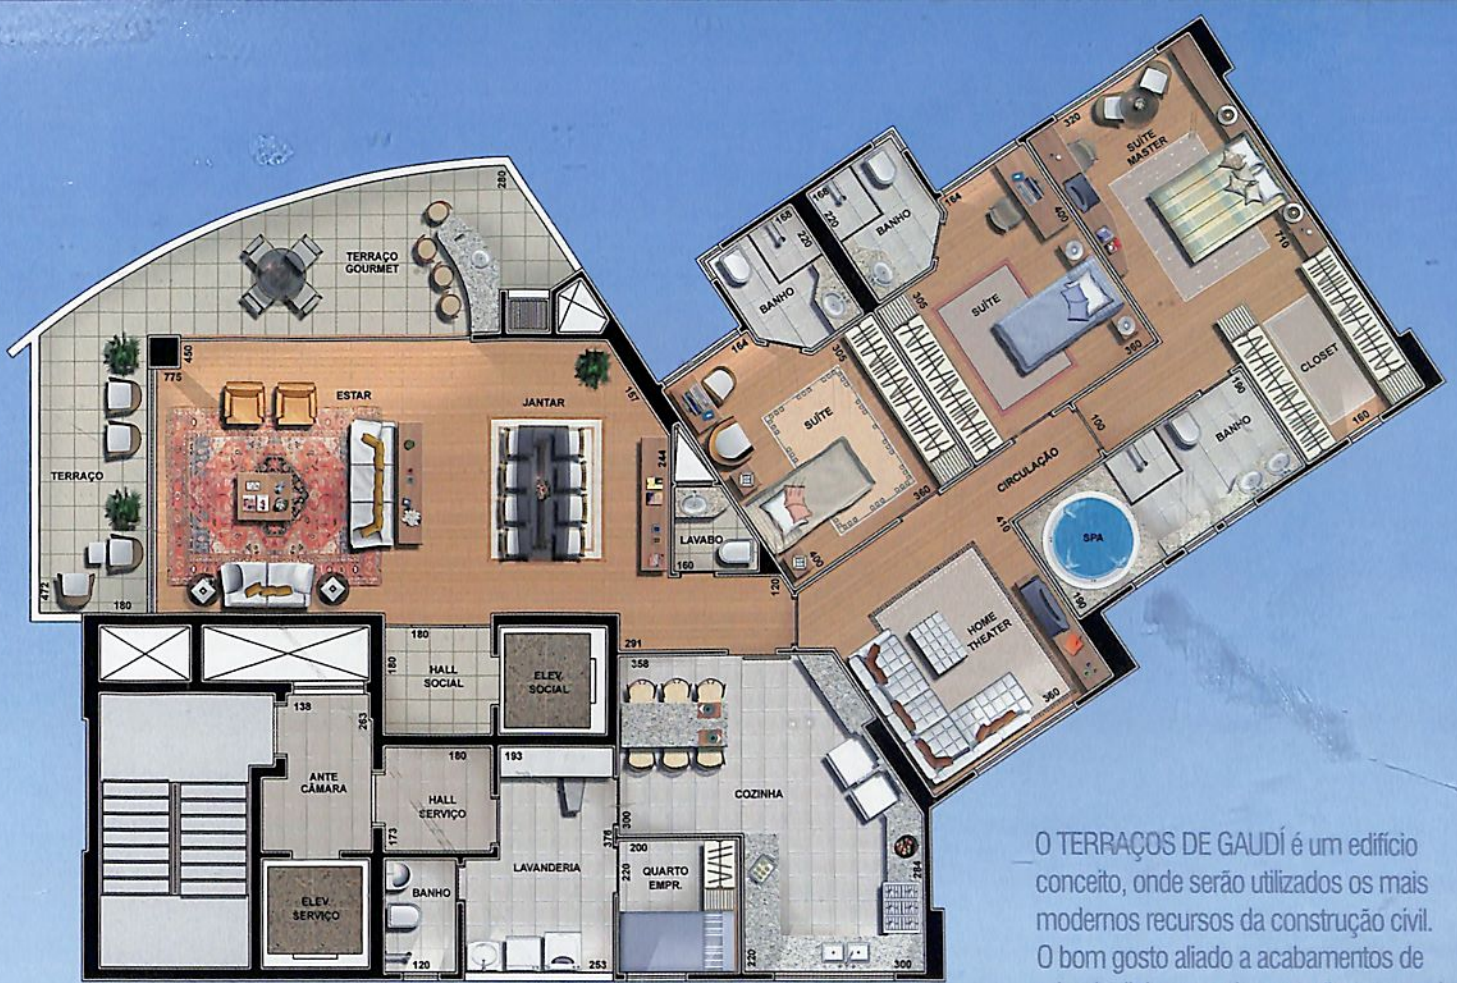 280
TERRAÇO
GOURMET
450
775
ESTAR
JANTAR
157
244
TERRAÇO
472
180
LAVABO
160
120
291
320
SUÍTE
MASTER
710
400
164
168
220
BANHO
168
220
BANHO
305
SUÍTE
360
164
305
SUÍTE
360
400
CLOSET
160
190
BANHO
190
CIRCULAÇÃO
410
SPA
190
HOME
THEATER
360
180
180
HALL
SOCIAL
ELEV.
SOCIAL
358
138
263
ANTE
CÂMARA
180
HALL
SERVIÇO
173
193
COZINHA
300
376
LAVANDERIA
200
220
QUARTO
EMPR.
284
ELEV.
SERVIÇO
BANHO
120
253
220
300
O TERRAÇOS DE GAUDÍ é um edifício
conceito, onde serão utilizados os mais
modernos recursos da construção civil.
O bom gosto aliado a acabamentos de